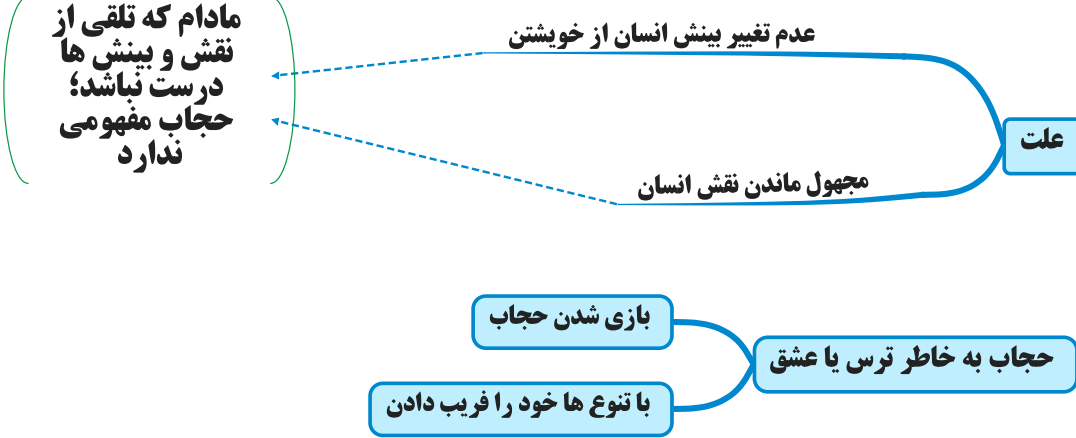 علت
عدم تغییر بینش انسان از خویشتن
مجهول ماندن نقش انسان
مادام که تلقی از
نقش و بینش ها
درست نباشد؛
حجاب مفهومی
ندارد
حجاب به خاطر ترس یا عشق
بازی شدن حجاب
با تنوع ها خود را فریب دادن